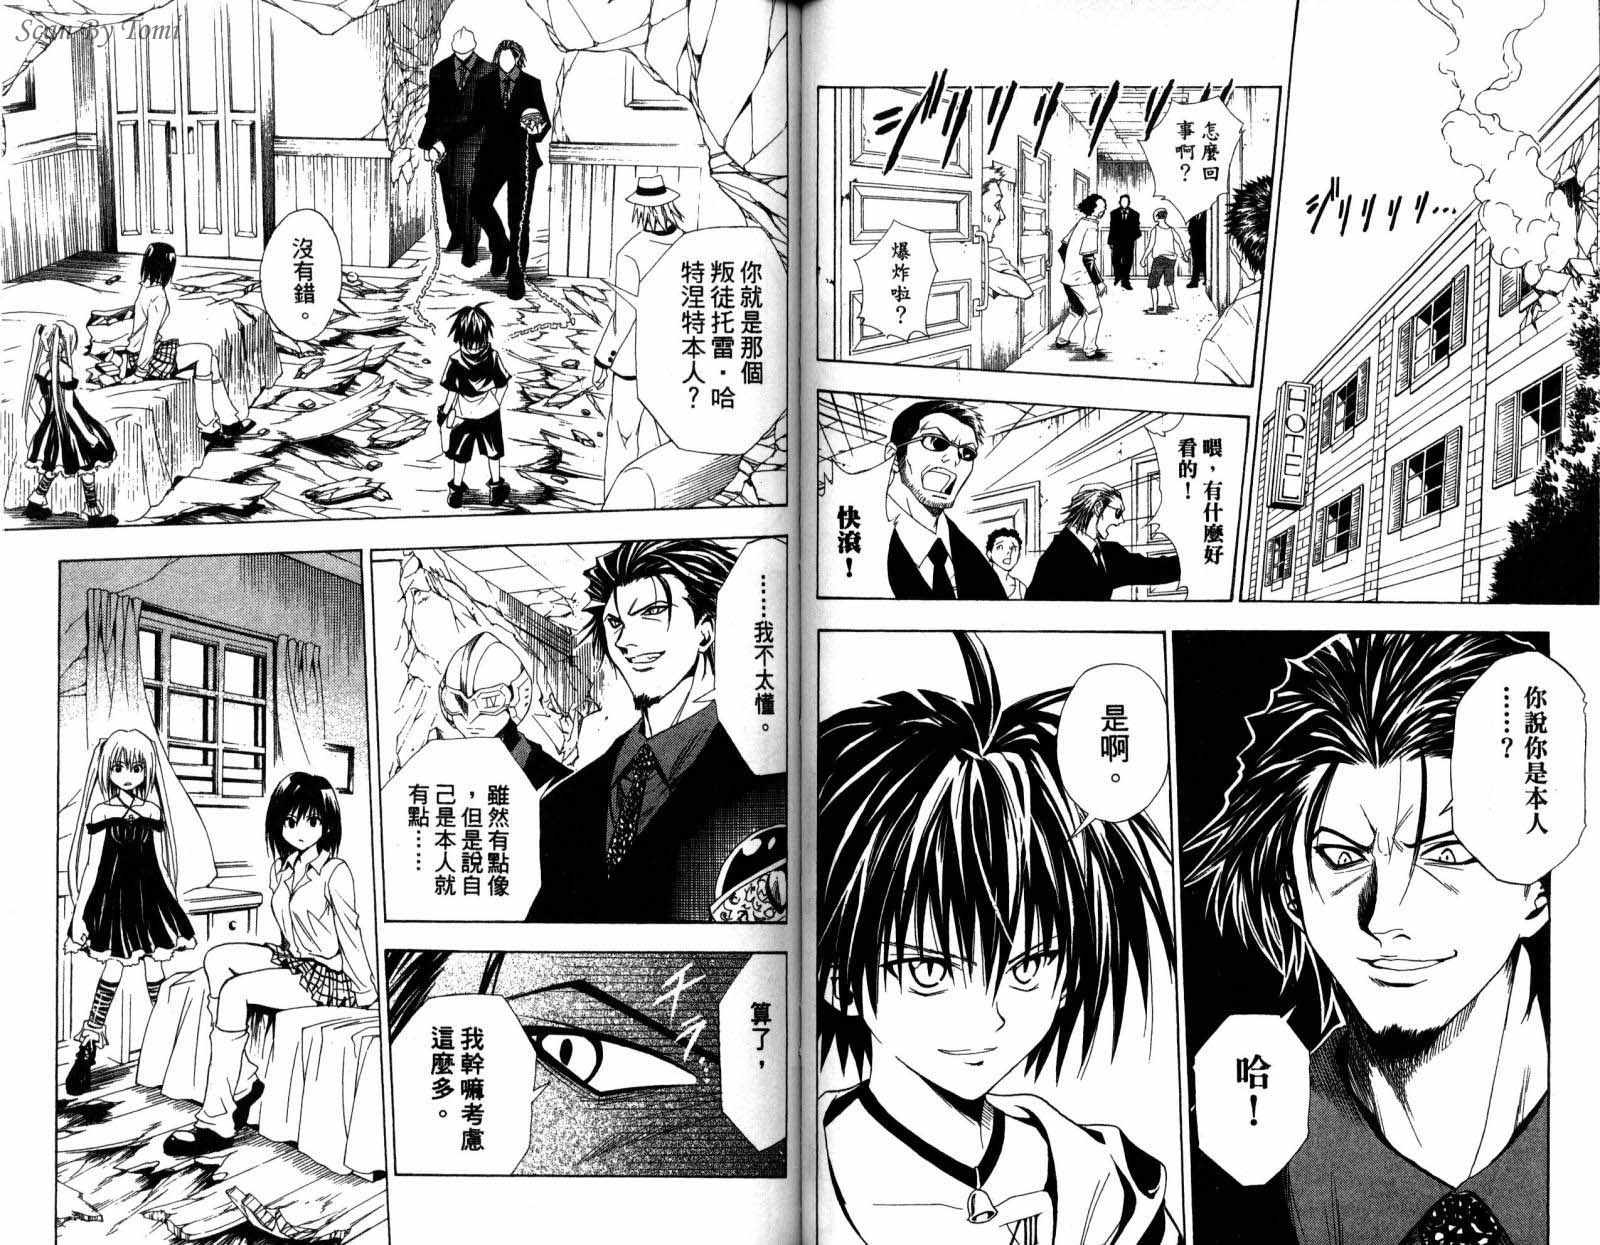 Scan By Tomi
ジリリリリ…
HOTEL
ジリリリリリリ
怎麼回
事啊？
爆炸啦？
喂，有什麼好
看的！
快滾！
你說你是本人
……？
哈！
是啊。
你就是那個
叛徒托雷・哈
特涅特本人？
沒有錯。
……我不太懂。
雖然有點像
，但是說自
己是本人就
有點……
算了，
チラ
我幹嘛考慮
這麼多。